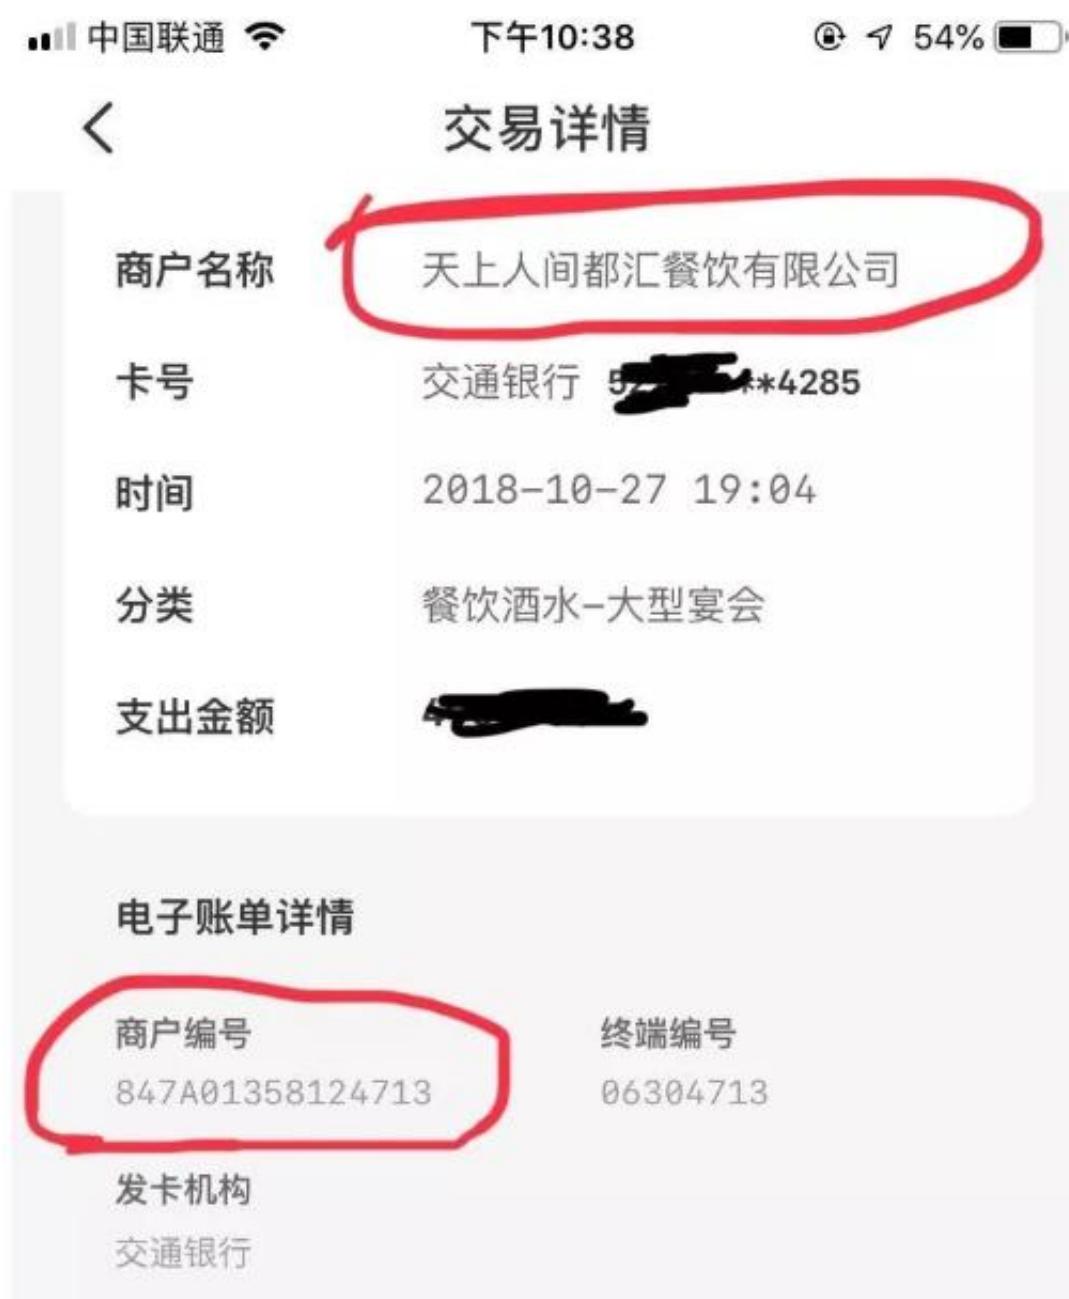 中国联通 下午10:38 54%
交易详情
商户名称 天上人间都汇餐饮有限公司
卡号 交通银行 **4285
时间 2018-10-27 19:04
分类 餐饮酒水-大型宴会
支出金额
电子账单详情
商户编号 终端编号
847A01358124713 06304713
发卡机构
交通银行